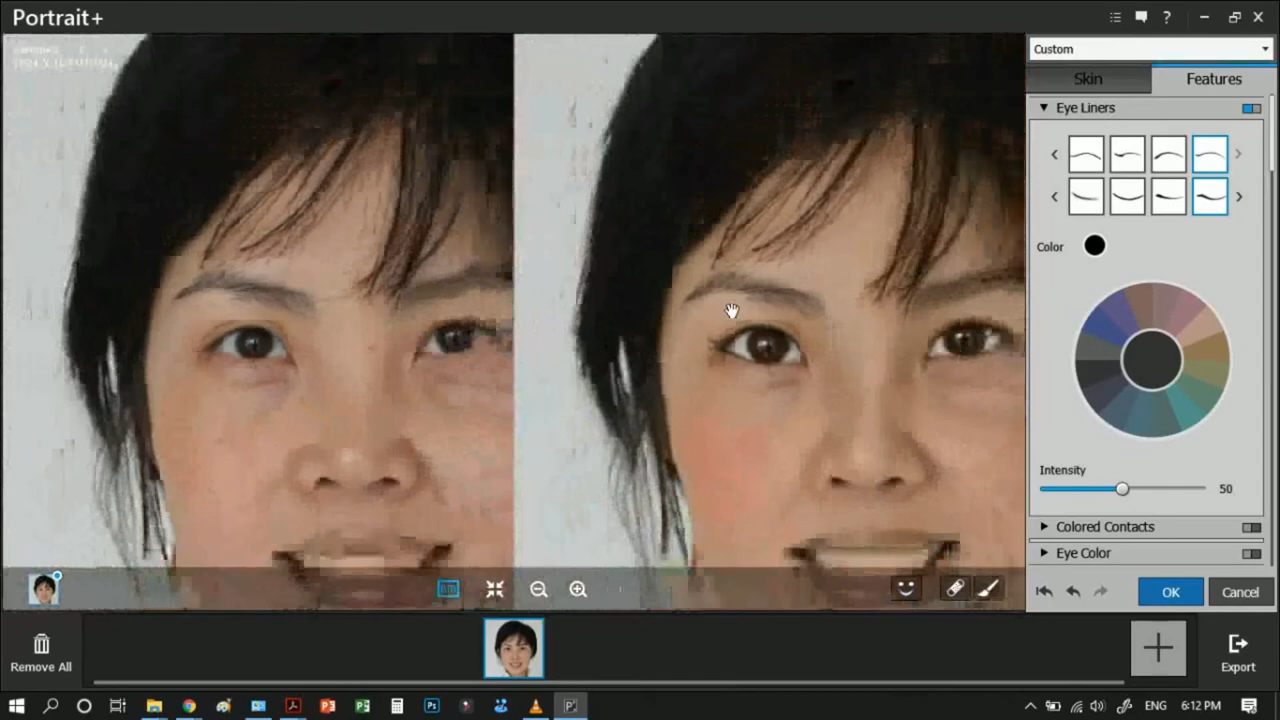 Portrait+
?
Custom
Skin
Features
Eye Liners
Color
Intensity
50
Colored Contacts
Eye Color
OK
Cancel
Remove All
Export
Ps
ENG
6:12 PM